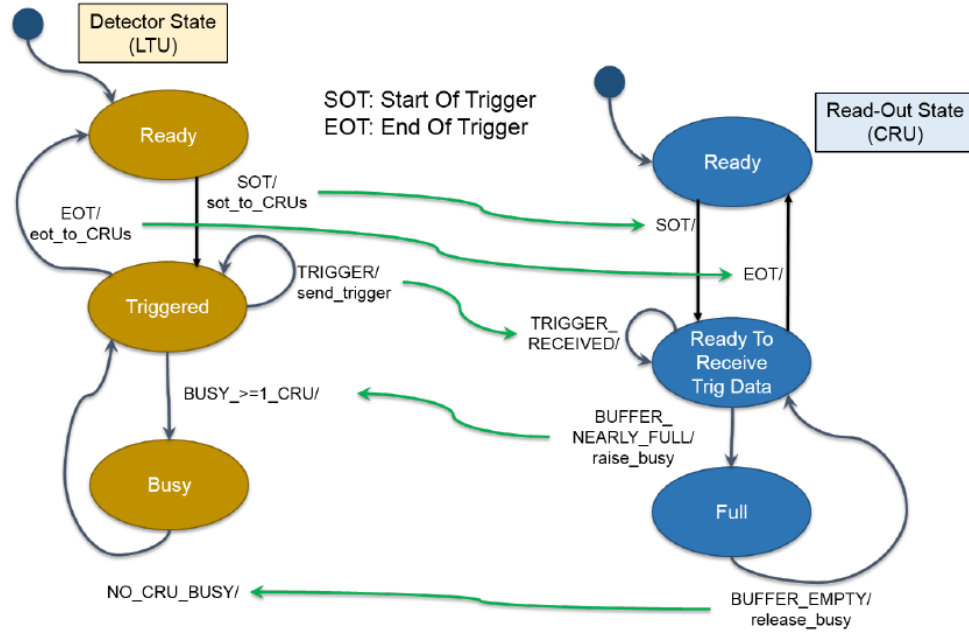 Detector State
(LTU)
SOT: Start Of Trigger
EOT: End Of Trigger
Read-Out State
(CRU)
Ready
Ready
SOT/
sot_to_CRUs
EOT/
eot_to_CRUs
SOT/
EOT/
Triggered
TRIGGER/
send_trigger
TRIGGER_
RECEIVED/
Ready To
Receive
Trig Data
BUSY_>=1_CRU/
BUFFER_
NEARLY_FULL/
raise_busy
Busy
Full
NO_CRU_BUSY/
BUFFER_EMPTY/
release_busy